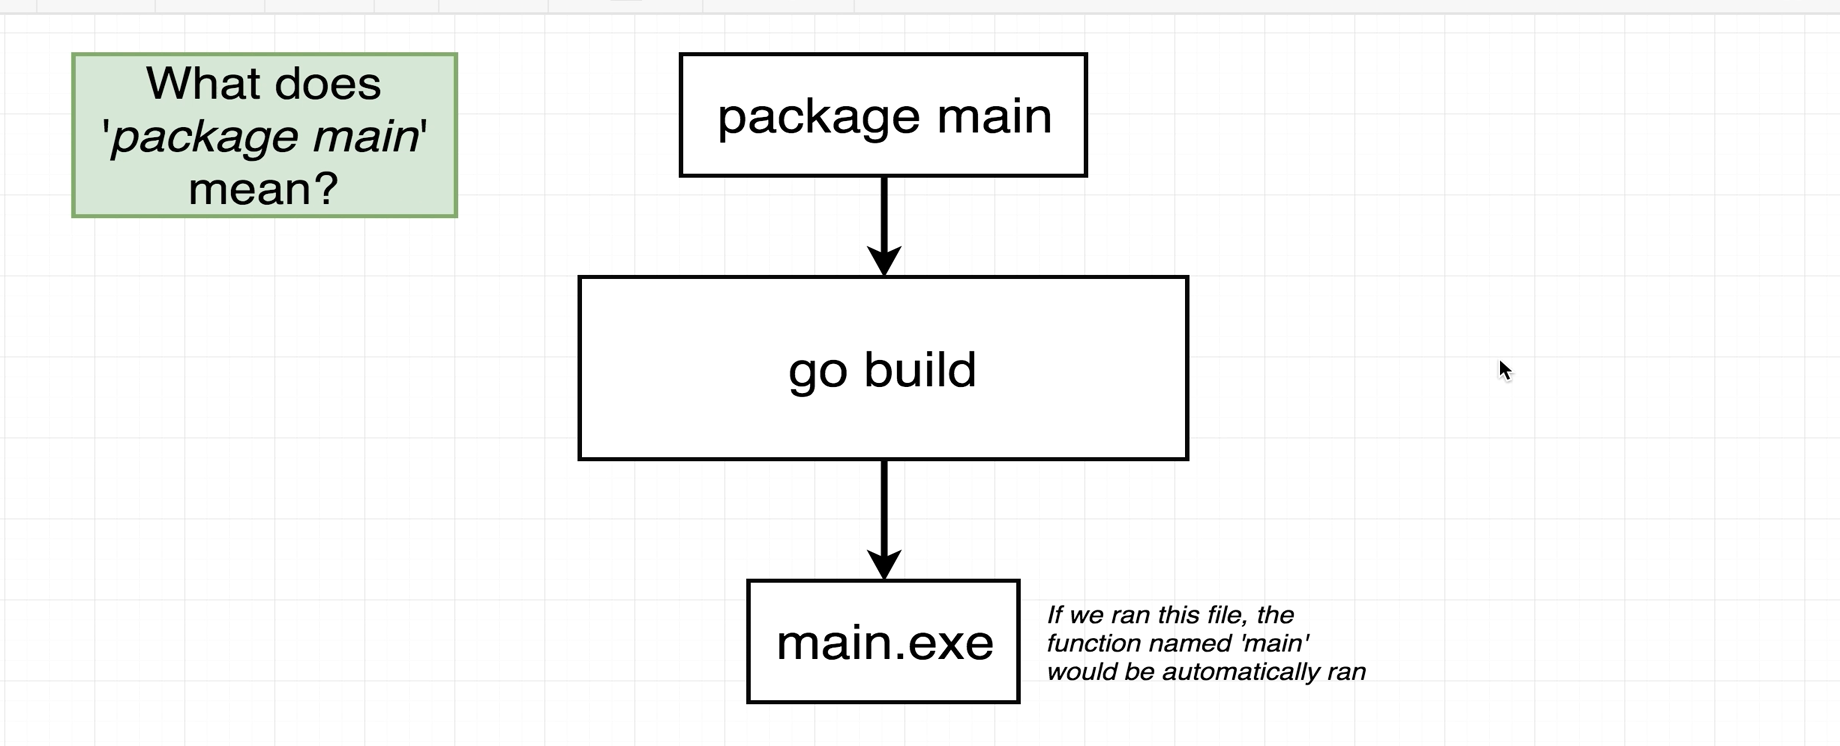 What does
'package main'
mean?
package main
go build
main.exe
If we ran this file, the
function named 'main'
would be automatically ran